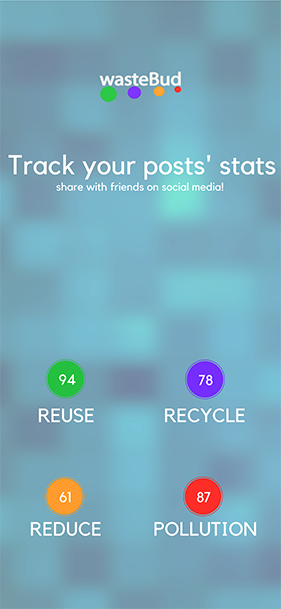 wasteBud
Track your posts' stats
share with friends on social media!
94
78
REUSE
RECYCLE
61
87
REDUCE
POLLUTION